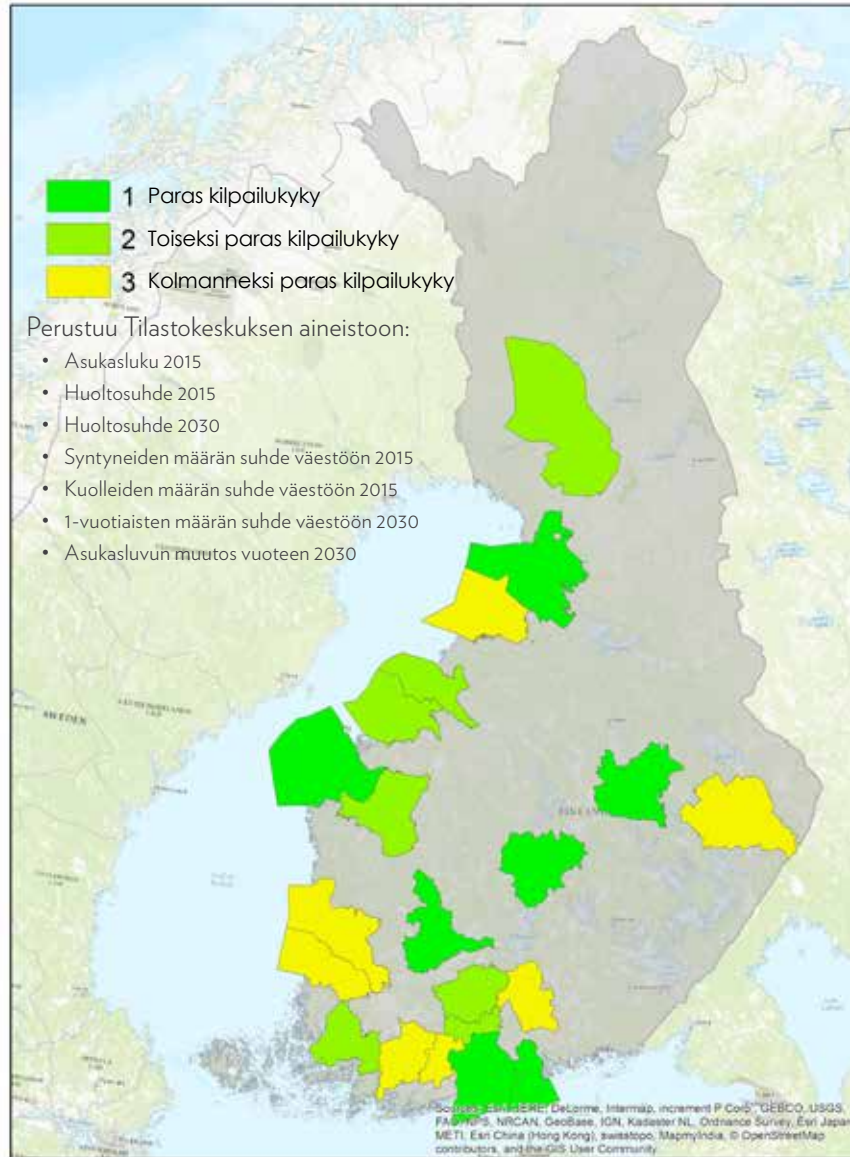 1 Paras kilpailukyky
2 Toiseksi paras kilpailukyky
3 Kolmanneksi paras kilpailukyky
Perustuu Tilastokeskuksen aineistoon:
• Asukasluku 2015
• Huoltosuhde 2015
• Huoltosuhde 2030
• Syntyneiden määrän suhde väestöön 2015
• Kuolleiden määrän suhde väestöön 2015
• 1-vuotiaisten määrän suhde väestöön 2030
• Asukasluvun muutos vuoteen 2030
SWEDEN
Sources: Esri, HERE, DeLorme, Intermap, increment P Corp., GEBCO, USGS,
FAO, NPS, NRCAN, GeoBase, IGN, Kadaster NL, Ordnance Survey, Esri Japan,
METI, Esri China (Hong Kong), swisstopo, MapmyIndia, © OpenStreetMap
contributors, and the GIS User Community